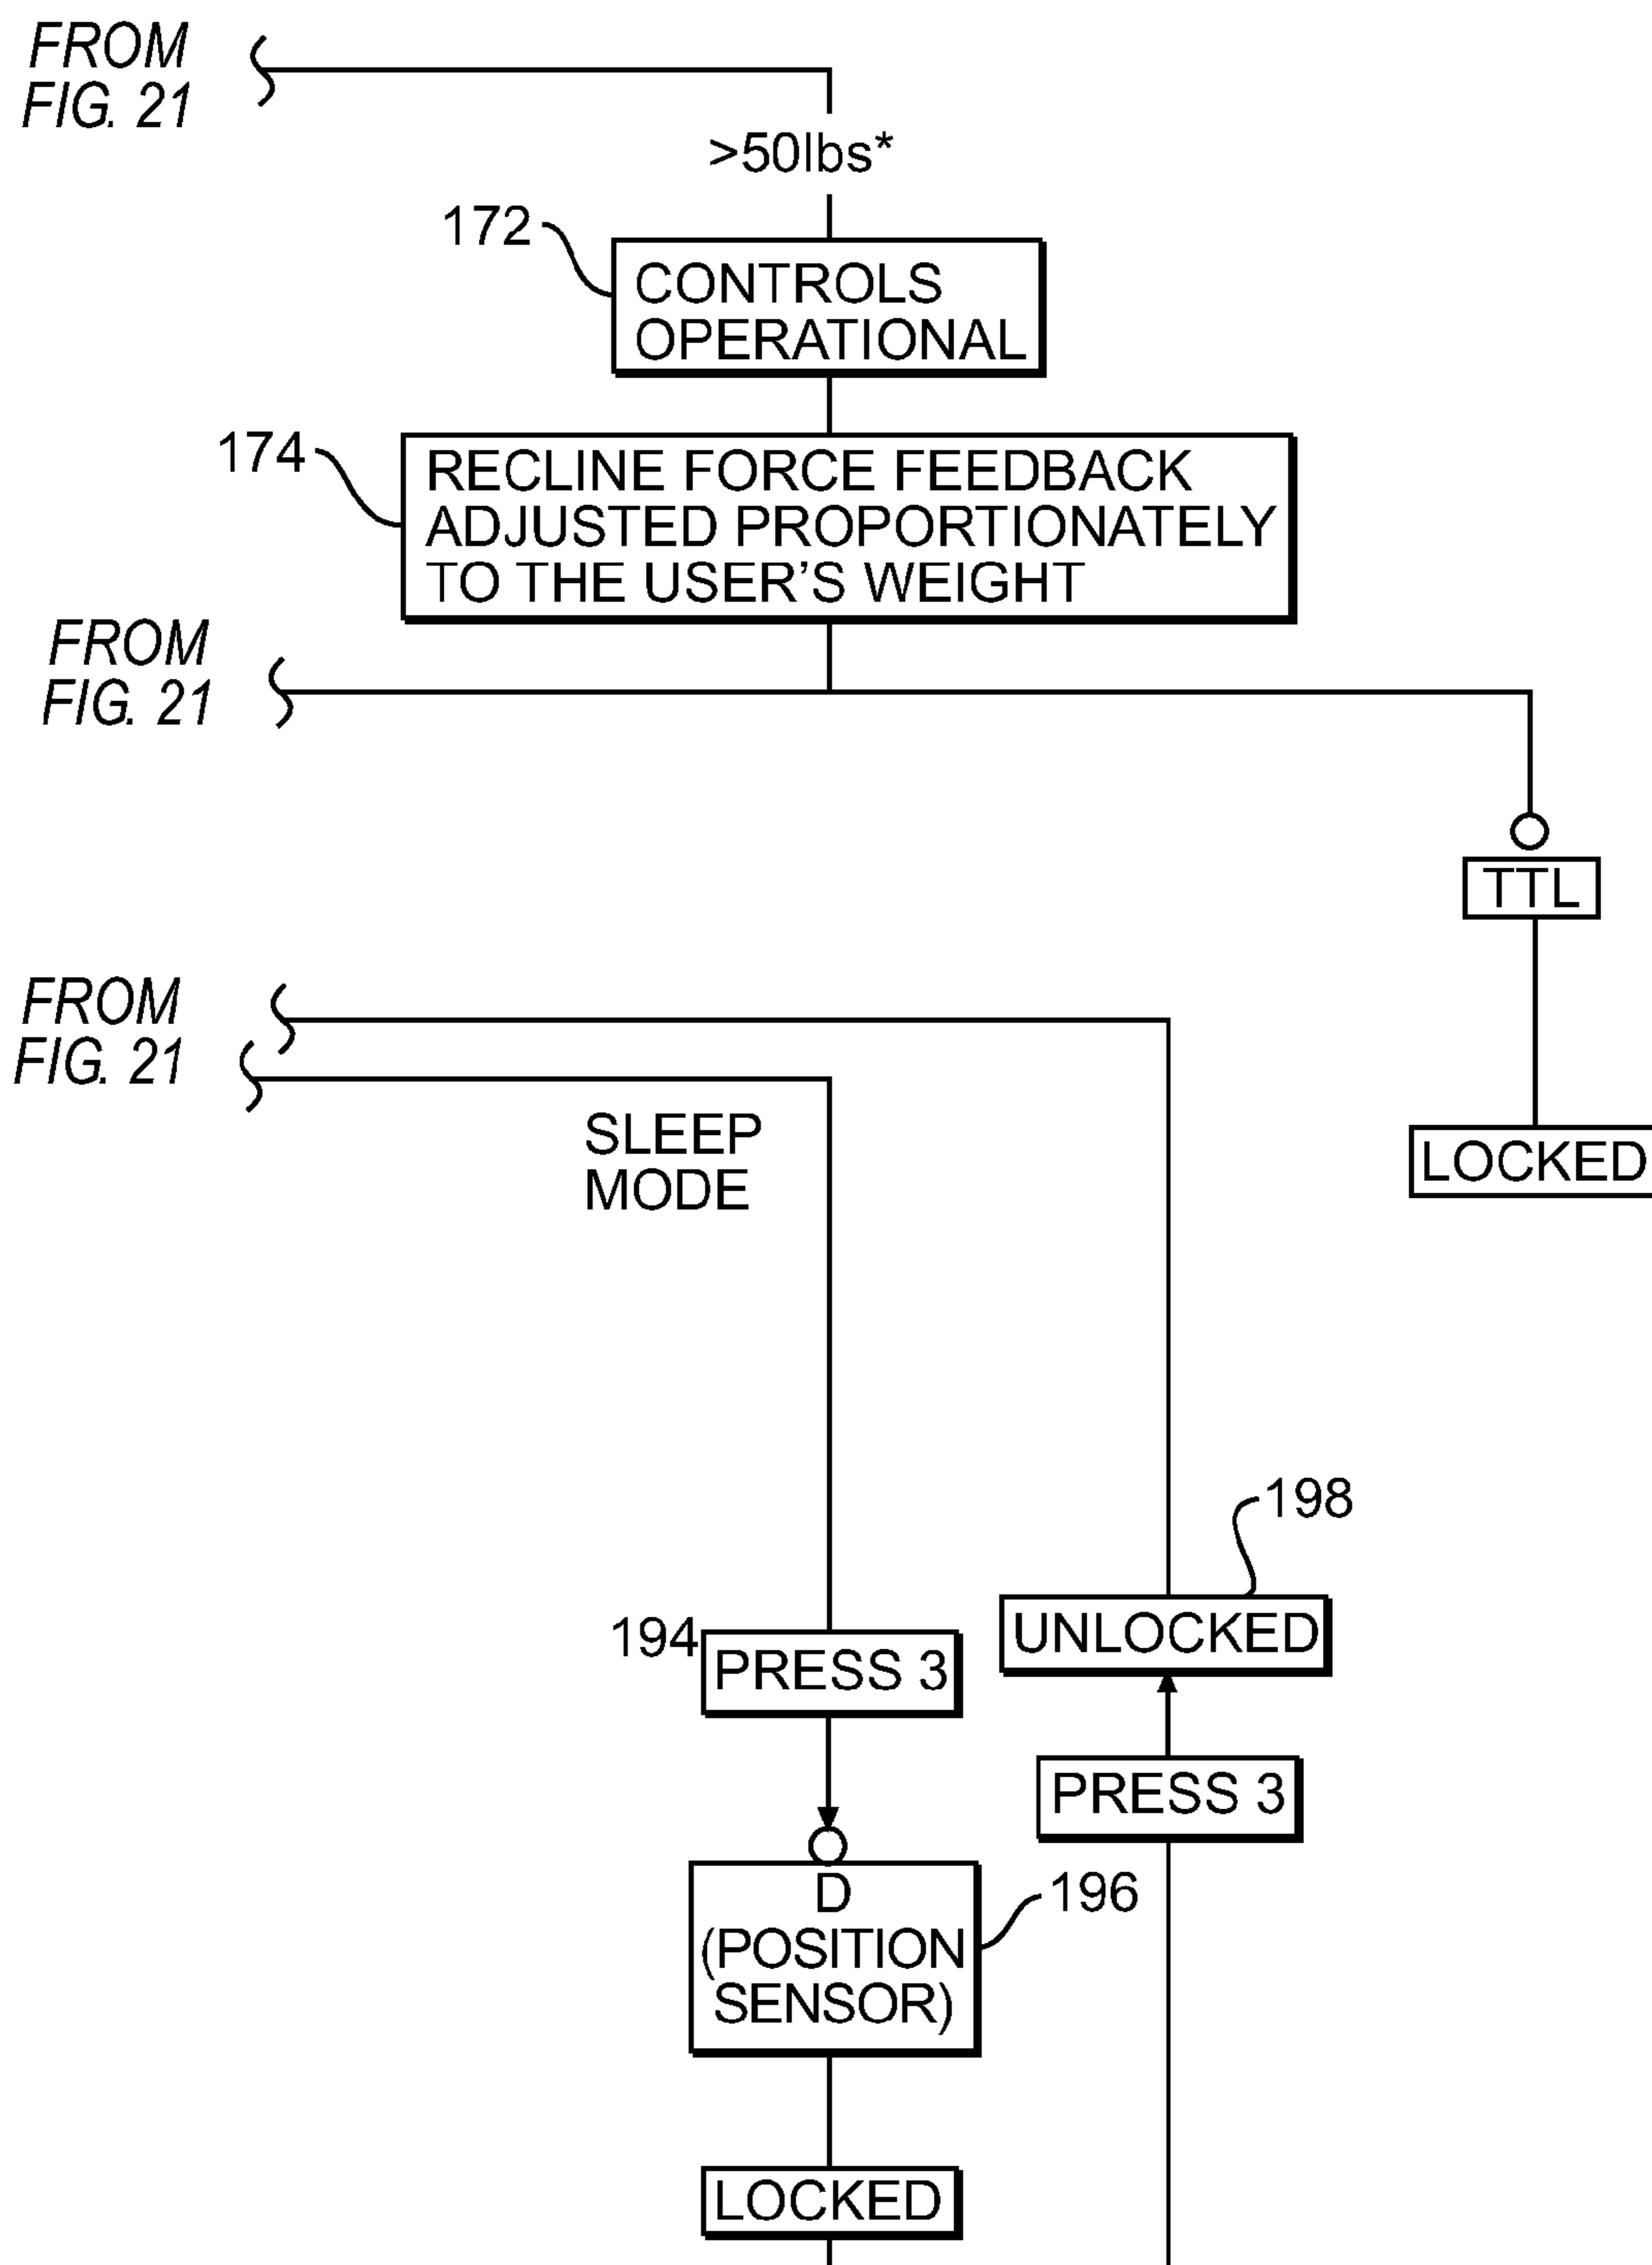 FROM
FIG. 21
>50lbs*
172
CONTROLS
OPERATIONAL
174
RECLINE FORCE FEEDBACK
ADJUSTED PROPORTIONATELY
TO THE USER'S WEIGHT
FROM
FIG. 21
TTL
FROM
FIG. 21
SLEEP
MODE
LOCKED
198
194
PRESS 3
UNLOCKED
PRESS 3
D
(POSITION
SENSOR)
196
LOCKED